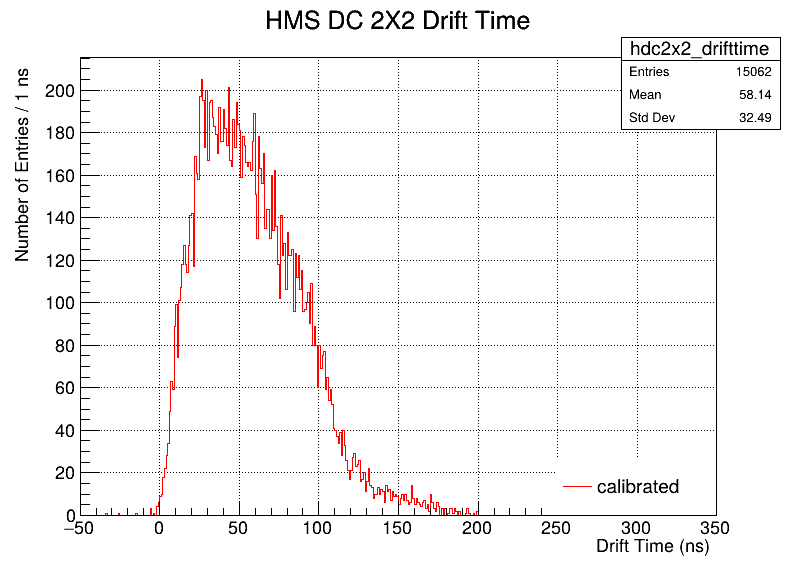 HMS DC 2X2 Drift Time
hdc2x2_drifttime
Entries 15062
Mean 58.14
Std Dev 32.49
Number of Entries / 1 ns
200
180
160
140
120
100
80
60
40
20
0
−50 0 50 100 150 200 250 300 350
Drift Time (ns)
calibrated